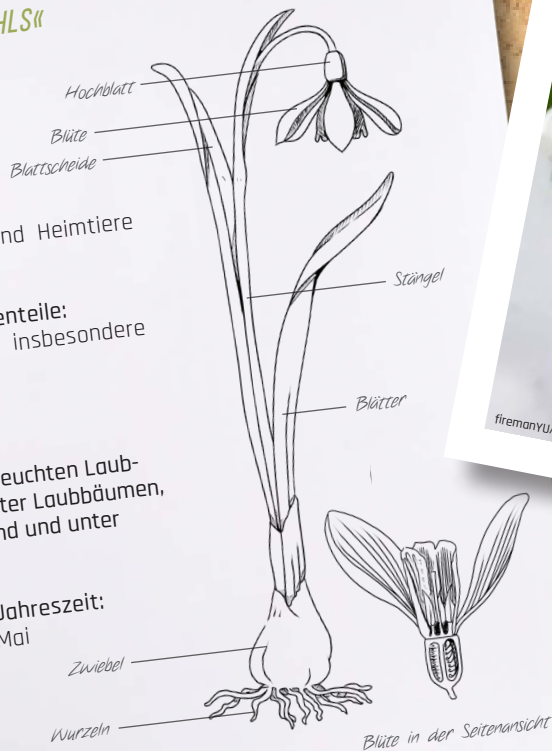 HLS«
Hochblatt
Blüte
Blattscheide
nd Heimtiere
enteile:
insbesondere
Stängel
Blätter
euchten Laub-
ter Laubbäumen,
nd und unter
Jahreszeit:
Mai
Zwiebel
Wurzeln
Blüte in der Seitenansicht
firemanYU